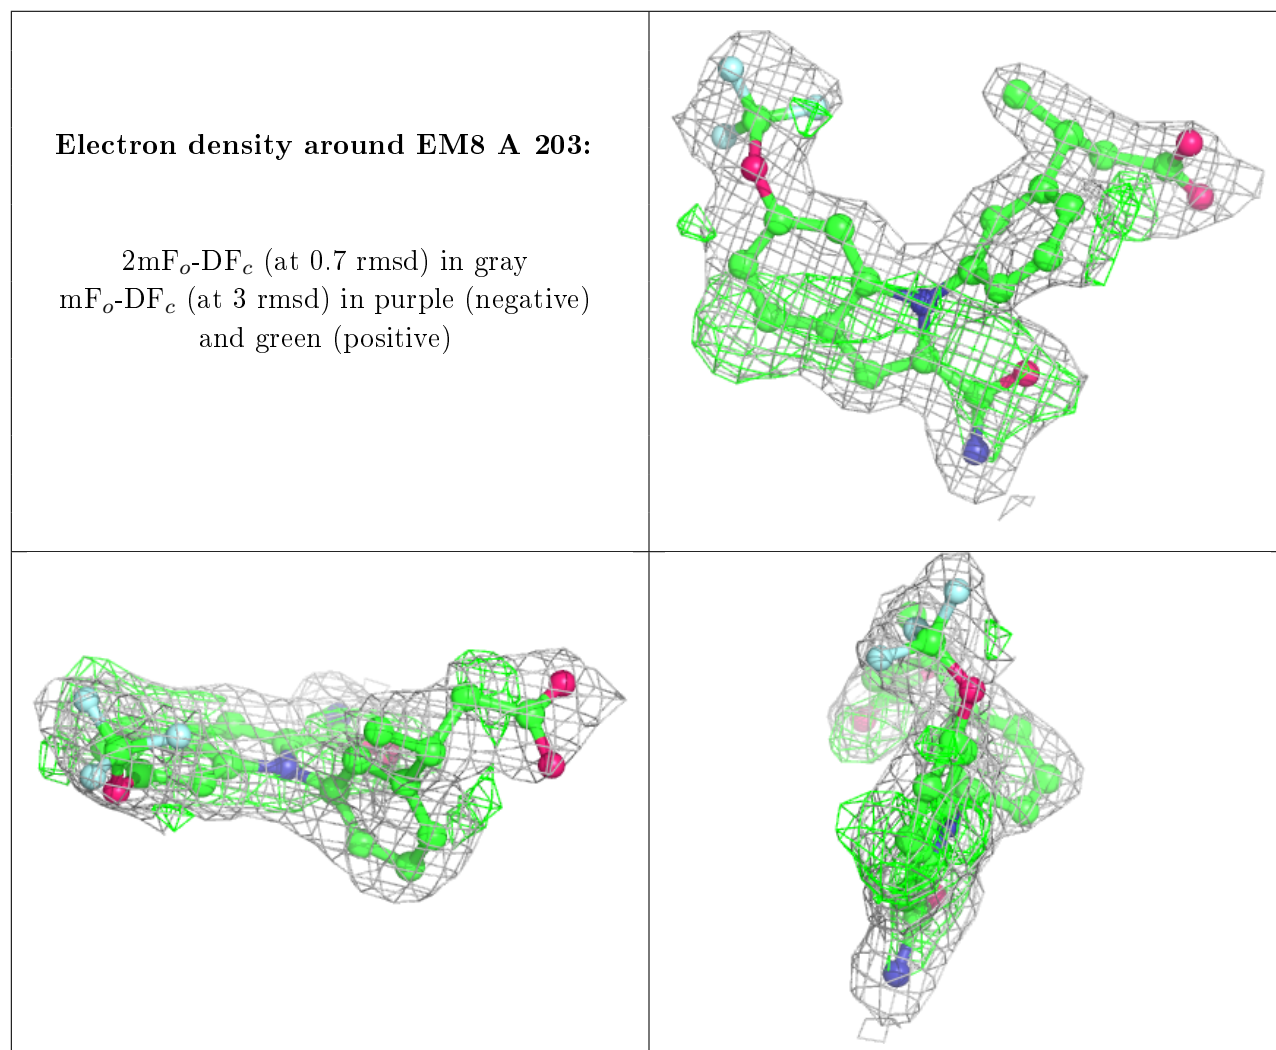 Electron density around EM8 A 203:
2mFo-DFc (at 0.7 rmsd) in gray
mFo-DFc (at 3 rmsd) in purple (negative)
and green (positive)